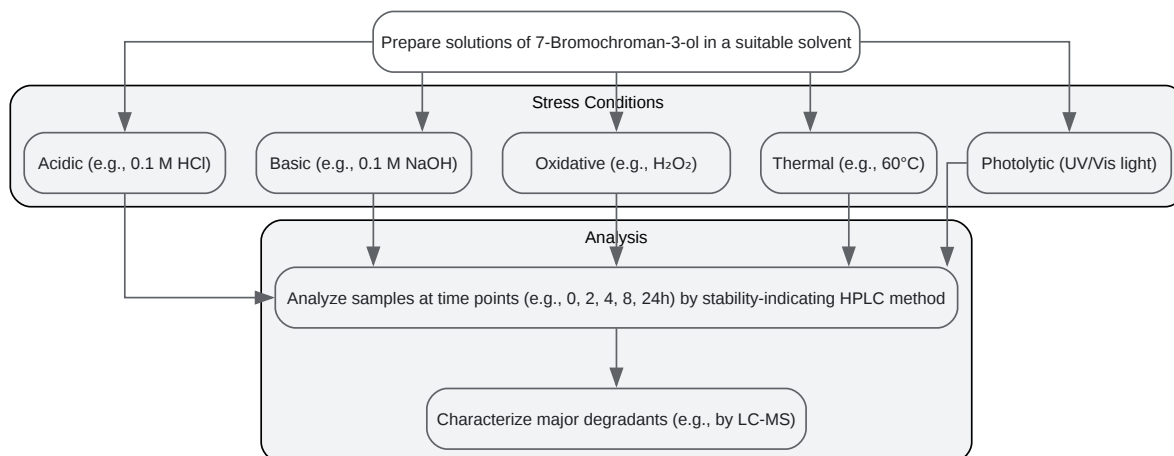 Prepare solutions of 7-Bromochroman-3-ol in a suitable solvent
Stress Conditions
Acidic (e.g., 0.1 M HCl)
Basic (e.g., 0.1 M NaOH)
Oxidative (e.g., H₂O₂)
Thermal (e.g., 60°C)
Photolytic (UV/Vis light)
Analysis
Analyze samples at time points (e.g., 0, 2, 4, 8, 24h) by stability-indicating HPLC method
Characterize major degradants (e.g., by LC-MS)